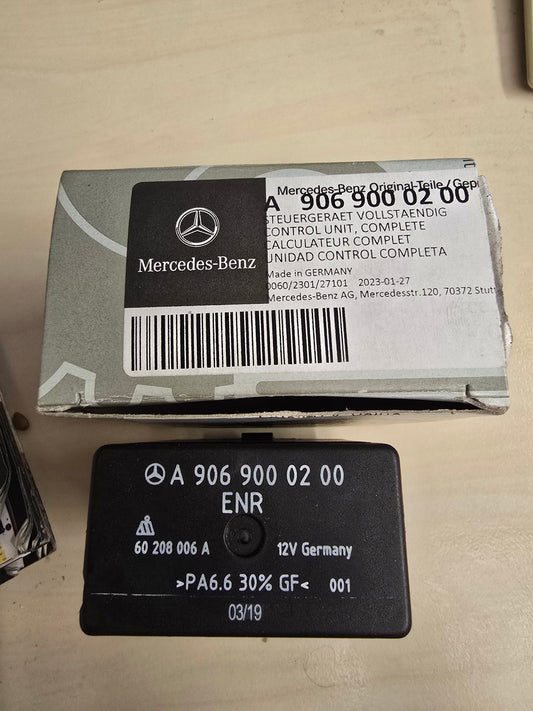 Mercedes-Benz Original-Teile / Gep
A 906 900 02 00
STEUERGERAET VOLLSTAENDIG
CONTROL UNIT, COMPLETE
CALCULATEUR COMPLET
UNIDAD CONTROL COMPLETA
Mercedes-Benz
Made in GERMANY
0060/2301/27101 2023-01-27
Mercedes-Benz AG, Mercedesstr.120, 70372 Stutt
A 906 900 02 00
ENR
60 208 006 A 12V Germany
>PA6.6 30% GF< 001
03/19